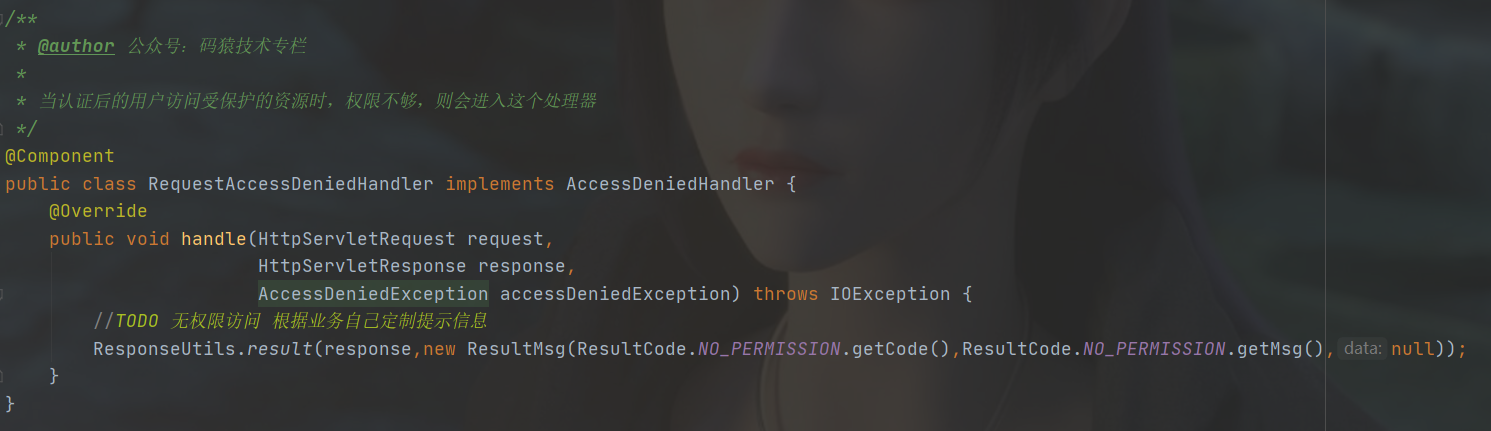 /**
 * @author 公众号：码猿技术专栏
 *
 * 当认证后的用户访问受保护的资源时，权限不够，则会进入这个处理器
 */
@Component
public class RequestAccessDeniedHandler implements AccessDeniedHandler {
    @Override
    public void handle(HttpServletRequest request,
                       HttpServletResponse response,
                       AccessDeniedException accessDeniedException) throws IOException {
        //TODO 无权限访问 根据业务自己定制提示信息
        ResponseUtils.result(response,new ResultMsg(ResultCode.NO_PERMISSION.getCode(),ResultCode.NO_PERMISSION.getMsg(), data: null));
    }
}